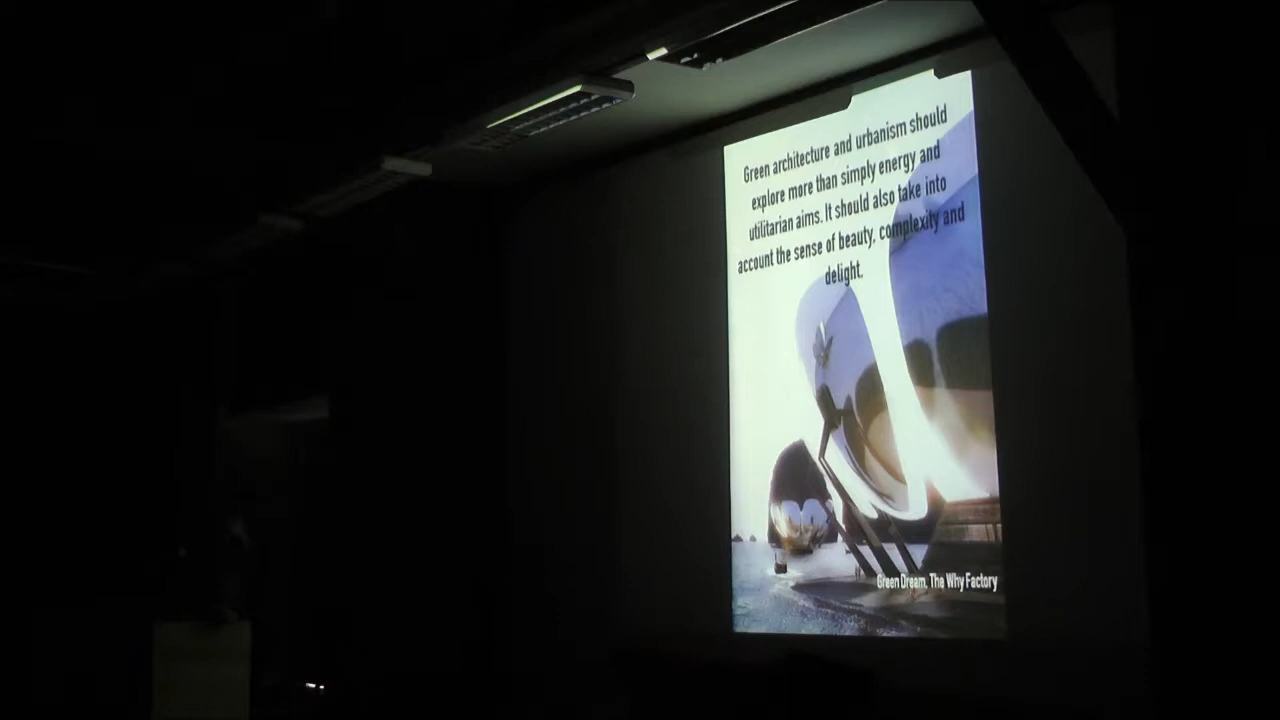 Green architecture and urbanism should
explore more than simply energy and
utilitarian aims. It should also take into
account the sense of beauty, complexity and
delight.
Green Dream, The Why Factory